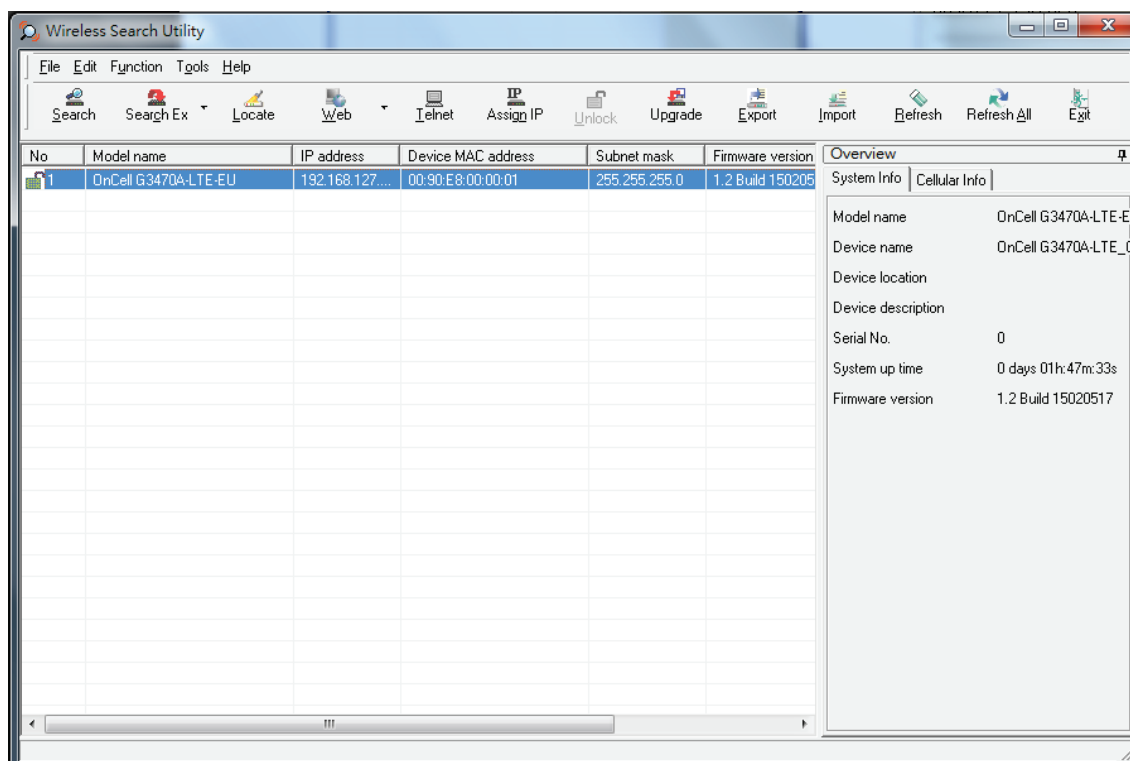 Wireless Search Utility
File Edit Function Tools Help
Search Search Ex Locate Web Telnet Assign IP Unlock Upgrade Export Import Refresh Refresh All Exit
No Model name IP address Device MAC address Subnet mask Firmware version
1 OnCell G3470A-LTE-EU 192.168.127.... 00:90:E8:00:00:01 255.255.255.0 1.2 Build 150205
Overview
System Info Cellular Info
Model name OnCell G3470A-LTE-E
Device name OnCell G3470A-LTE_
Device location
Device description
Serial No. 0
System up time 0 days 01h:47m:33s
Firmware version 1.2 Build 15020517